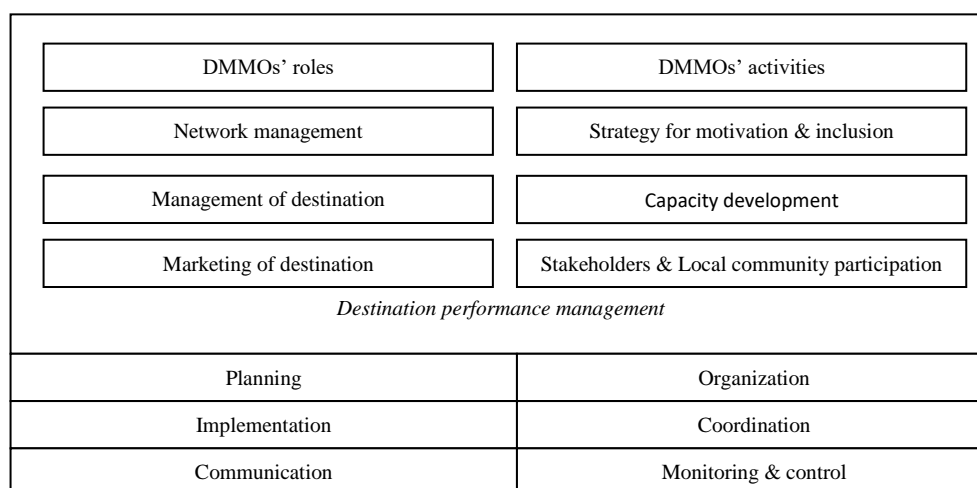 DMMOs’ roles
DMMOs’ activities
Network management
Strategy for motivation & inclusion
Management of destination
Capacity development
Marketing of destination
Stakeholders & Local community participation
Destination performance management
Planning
Organization
Implementation
Coordination
Communication
Monitoring & control